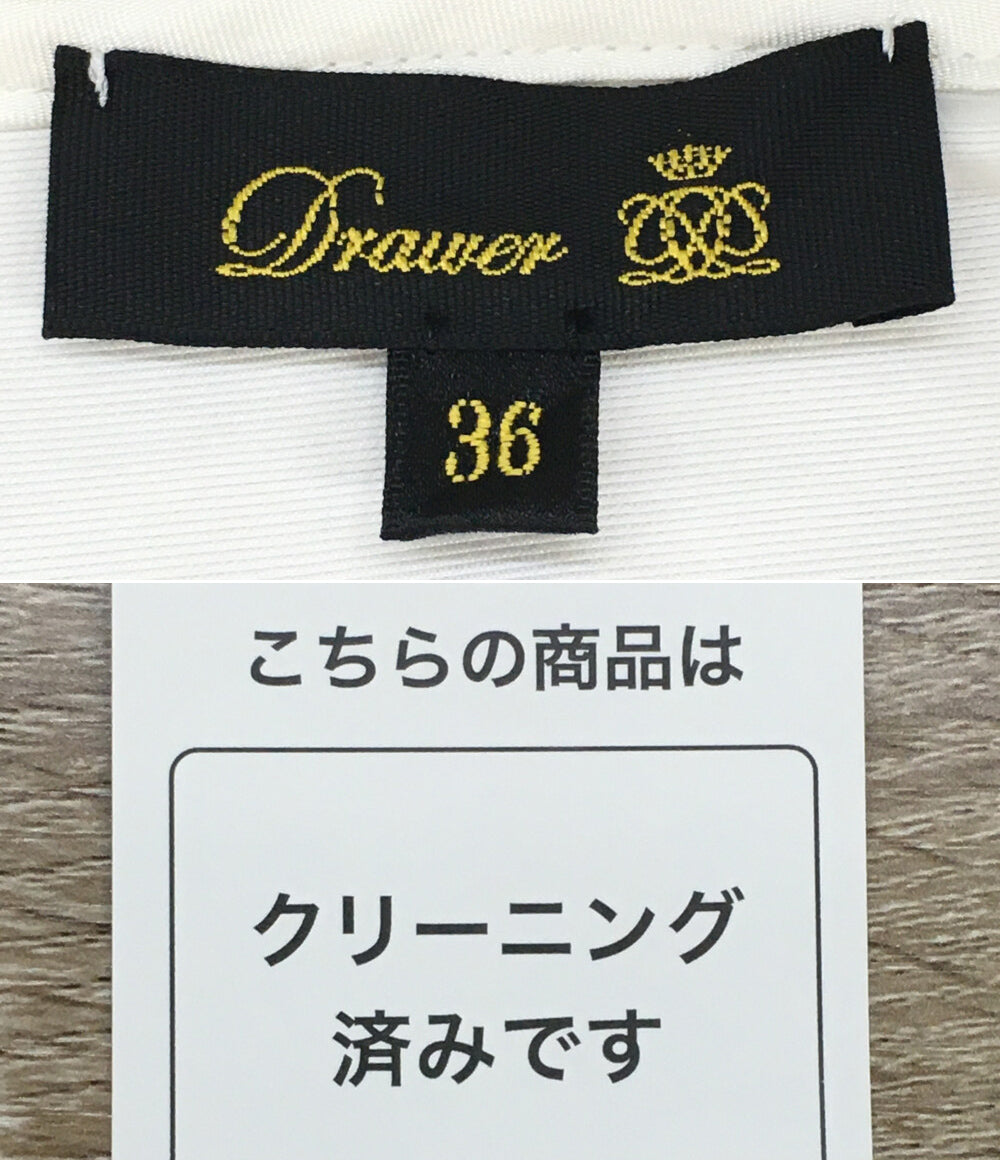 Drawer
36
こちらの商品は
クリーニング
済みです